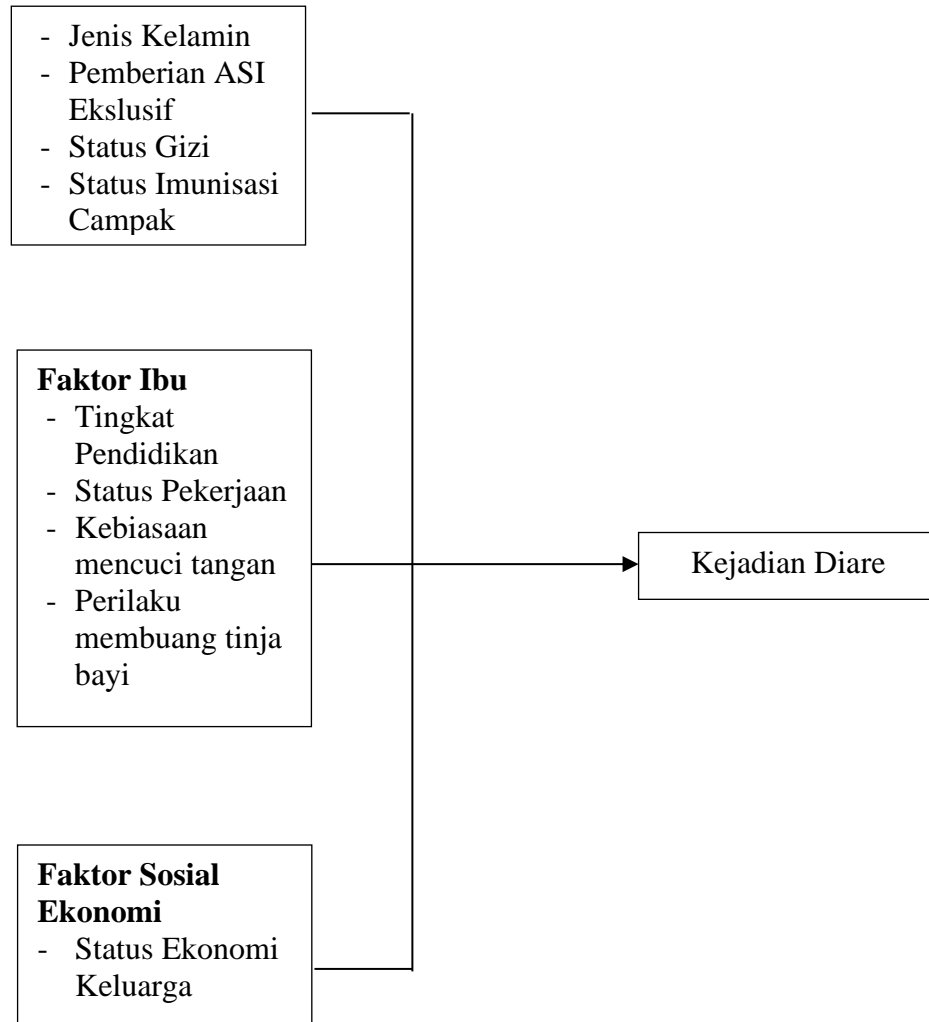 - Jenis Kelamin
- Pemberian ASI
Ekslusif
- Status Gizi
- Status Imunisasi
Campak
Faktor Ibu
- Tingkat
Pendidikan
- Status Pekerjaan
- Kebiasaan
mencuci tangan
- Perilaku
membuang tinja
bayi
Kejadian Diare
Faktor Sosial
Ekonomi
- Status Ekonomi
Keluarga